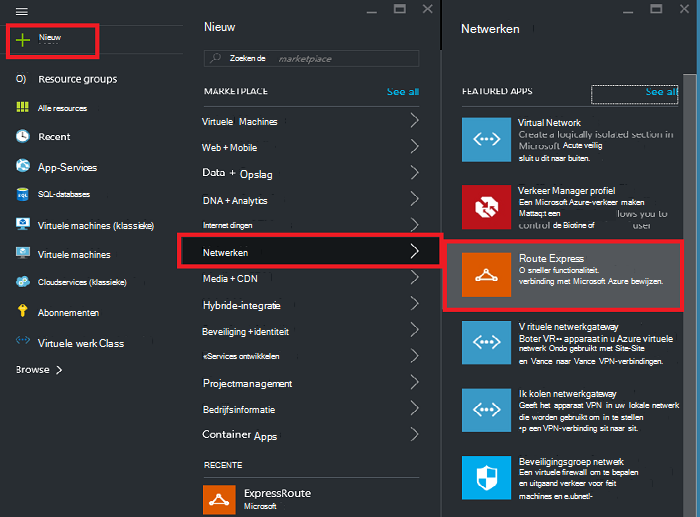 Nieuw
Resource groups
Alle resources
Recent
App-Services
SQL-databases
Virtuele machines (klassieke)
Virtuele machines
Cloudservices (klassieke)
Abonnementen
Virtuele werk Class
Browse
Nieuw
Zoeken de marketplace
MARKETPLACE See all
Virtuele Machines
Web + Mobile
Data + Opslag
DNA + Analytics
Internet dingen
Netwerken
Media + CDN
Hybride-integratie
Beveiliging +identiteit
«Services ontwikkelen
Projectmanagement
Bedrijfsinformatie
Container Apps
RECENTE
ExpressRoute
Microsoft
Netwerken
FEATURED APPS See all
Virtual Network
Create a logically isolated section in
Microsoft Acute veilig
sluit u dit naar buiten.
Verkeer Manager profiel
Een Microsoft Azure-verkeer maken
Mattaq:t een lows you to
control de Biotine of user
Route Express
O sneller functionaliteit.
verbinding met Microsoft Azure bewijzen.
V rituele netwerkgateway
Boter VR•• apparaat in u Azure virtuele
netwerk Ondo gebruikt met Site-Site
en Vance naar Vance VPN-verbindingen.
Ik kolen netwerkgateway
Geeft het apparaat VPN in uw lokale netwerk
die worden gebruikt om in te stellen
•p een VPN-verbinding sit naar sit.
Beveiligingsgroep netwerk
Een virtuele firewall om te bepalen
en uitgaand verkeer voor feit
machines en e.ubnetl-